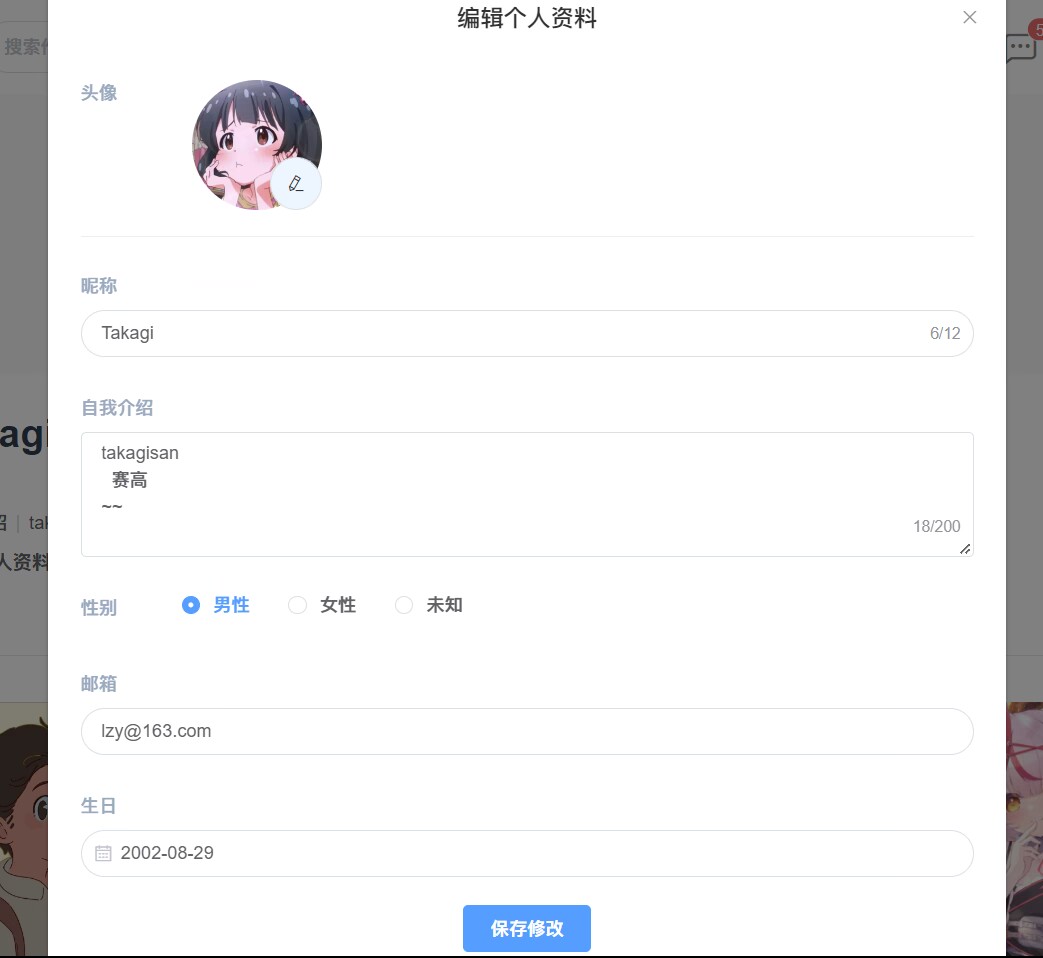 编辑个人资料
搜索
5
头像
昵称
Takagi
6/12
agi
自我介绍
takagisan
赛高
~~
18/200
绍 | tak
人资料
性别
男性
女性
未知
邮箱
lzy@163.com
生日
2002-08-29
保存修改